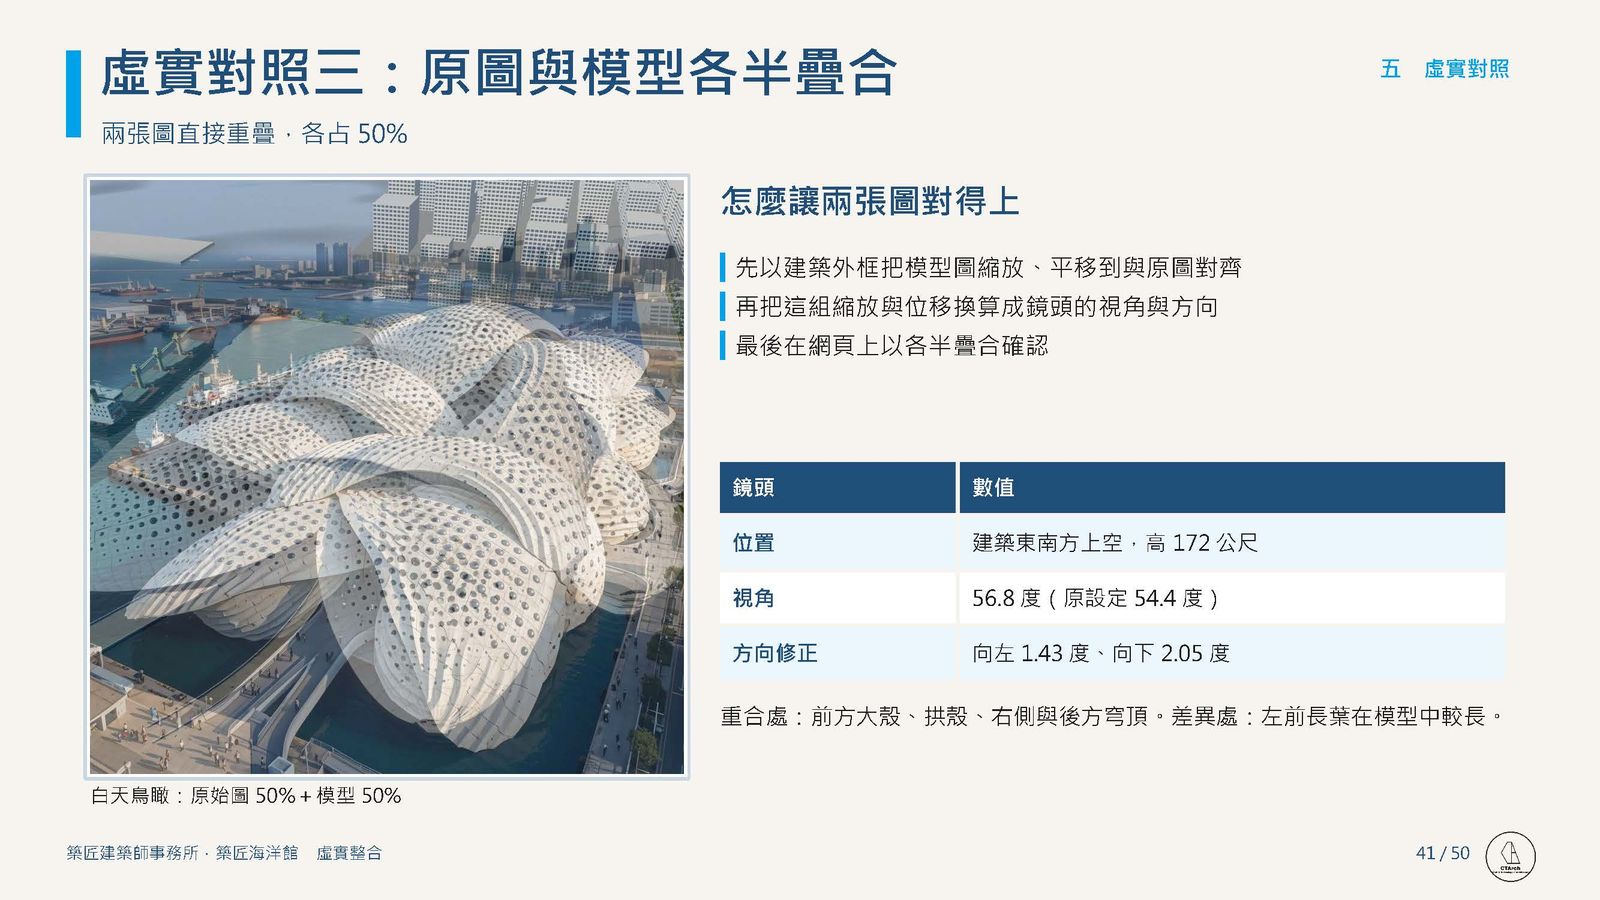 虛實對照三：原圖與模型各半疊合
五　虛實對照
兩張圖直接重疊，各占 50%
怎麼讓兩張圖對得上
先以建築外框把模型圖縮放、平移到與原圖對齊
再把這組縮放與位移換算成鏡頭的視角與方向
最後在網頁上以各半疊合確認
鏡頭　數值
位置　建築東南方上空，高 172 公尺
視角　56.8 度（原設定 54.4 度）
方向修正　向左 1.43 度、向下 2.05 度
重合處：前方大殼、拱殼、右側與後方穹頂。差異處：左前長葉在模型中較長。
白天鳥瞰：原始圖 50%＋模型 50%
築匠建築師事務所．築匠海洋館　虛實整合
41 / 50
CTArch